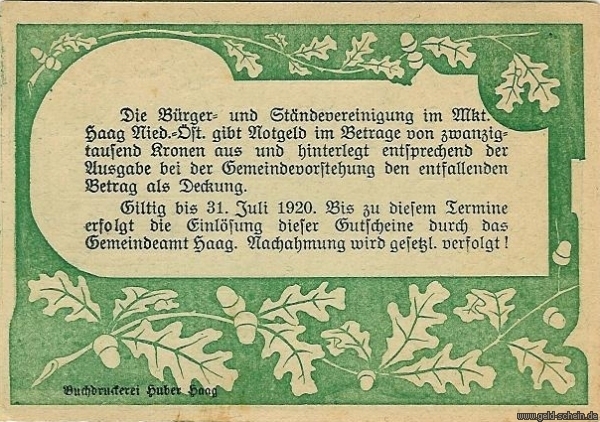 Die Bürger- und Ständevereinigung im Mkt.
Haag Nied.-Öst. gibt Notgeld im Betrage von zwanzig-
tausend Kronen aus und hinterlegt entsprechend der
Ausgabe bei der Gemeindevorstehung den entfallenden
Betrag als Deckung.
Giltig bis 31. Juli 1920. Bis zu diesem Termine
erfolgt die Einlösung dieser Gutscheine durch das
Gemeindeamt Haag. Nachahmung wird gesetzl. verfolgt!
Buchdruckerei Huber Haag
www.geld-schein.de